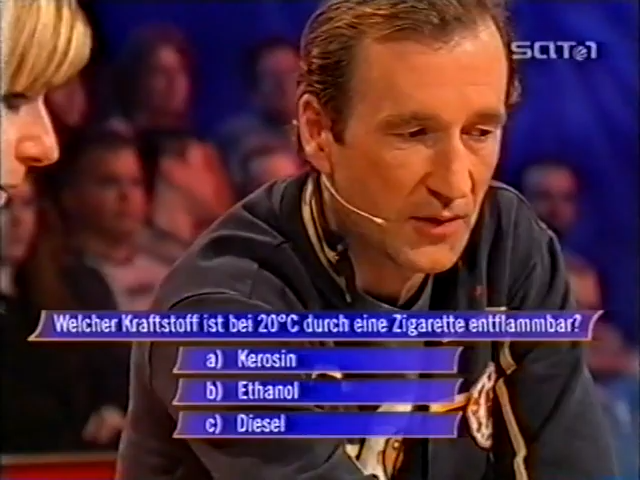 SAT.1
Welcher Kraftstoff ist bei 20°C durch eine Zigarette entflammbar?
a) Kerosin
b) Ethanol
c) Diesel